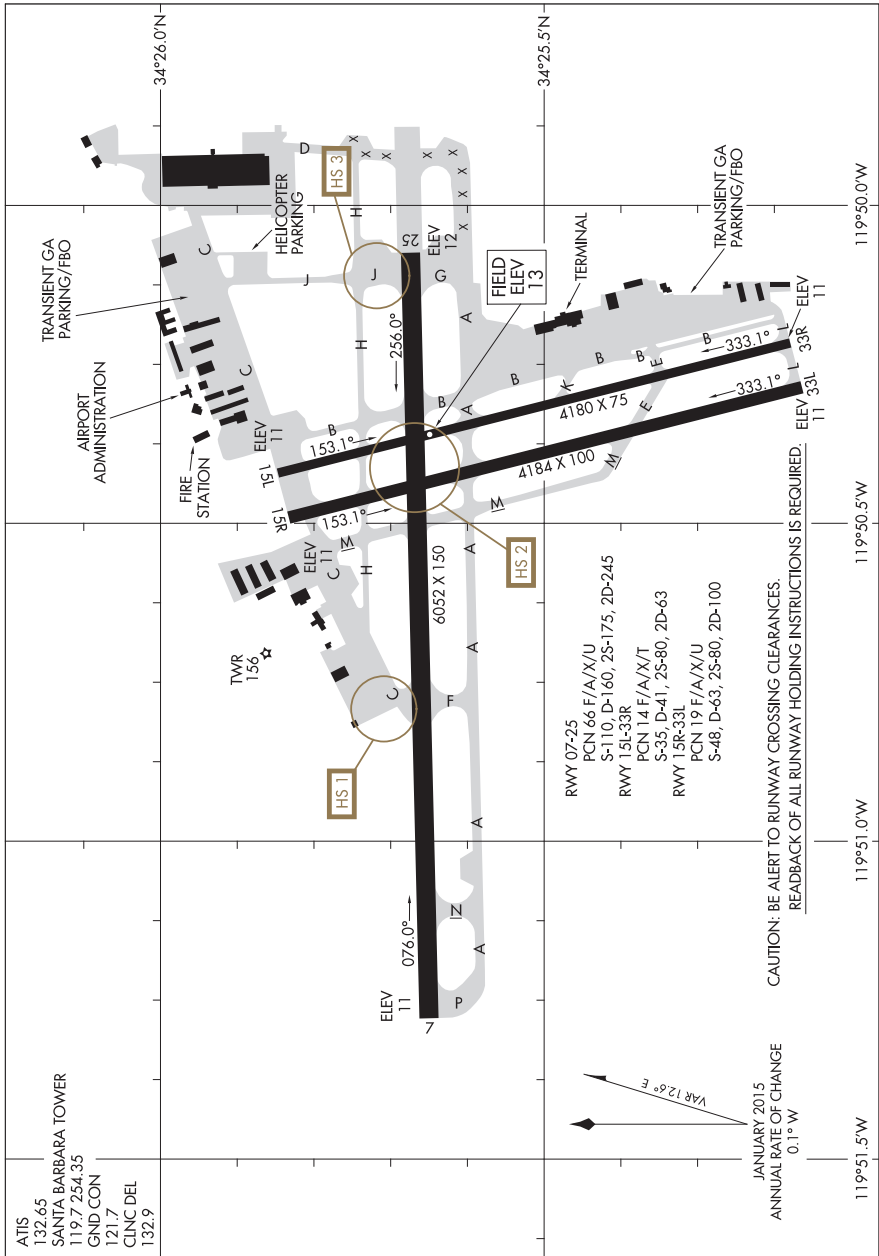 ATIS
132.65
SANTA BARBARA TOWER
119.7 254.35
GND CON
121.7
CLNC DEL
132.9
34°26.0'N
34°25.5'N
TRANSIENT GA
PARKING/FBO
AIRPORT
ADMINISTRATION
FIRE
STATION
HELICOPTER
PARKING
C
D
X
X
X
X
X
X
X
X
HS 3
H
J
J
25
ELEV
12
G
FIELD
ELEV
13
TERMINAL
TRANSIENT GA
PARKING/FBO
C
H
256.0°
A
B
ELEV
11
15L
153.1°
B
A
B
B
B
K
E
E
B
L
333.1°
33R
ELEV
11
4180 X 75
15R
153.1°
4184 X 100
333.1°
L
33L
ELEV
11
M
M
M
HS 2
ELEV
11
C
H
TWR
156
C
HS 1
6052 X 150
A
A
F
A
N
A
P
076.0°
ELEV
11
7
RWY 07-25
PCN 66 F/A/X/U
S-110, D-160, 2S-175, 2D-245
RWY 15L-33R
PCN 14 F/A/X/T
S-35, D-41, 2S-80, 2D-63
RWY 15R-33L
PCN 19 F/A/X/U
S-48, D-63, 2S-80, 2D-100
CAUTION: BE ALERT TO RUNWAY CROSSING CLEARANCES.
READBACK OF ALL RUNWAY HOLDING INSTRUCTIONS IS REQUIRED.
VAR 12.6° E
JANUARY 2015
ANNUAL RATE OF CHANGE
0.1° W
119°51.5'W
119°51.0'W
119°50.5'W
119°50.0'W